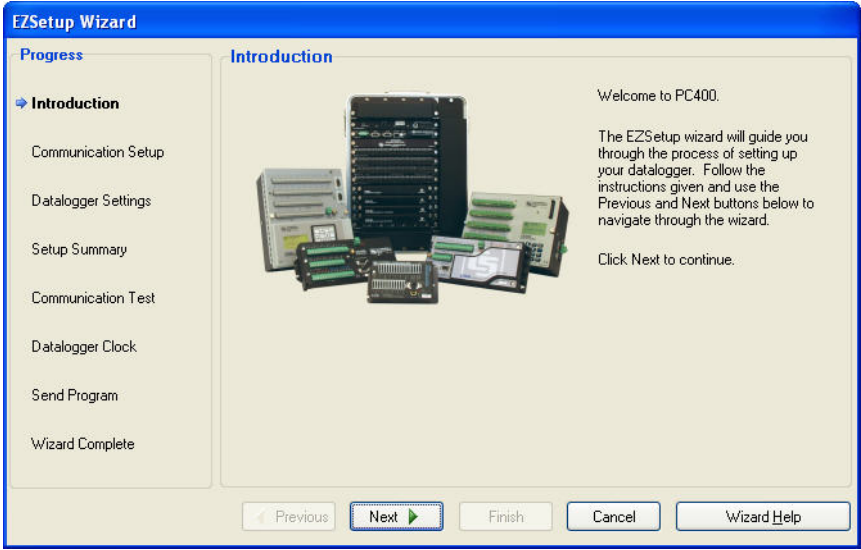 EZSetup Wizard
Progress
Introduction
Communication Setup
Datalogger Settings
Setup Summary
Communication Test
Datalogger Clock
Send Program
Wizard Complete
Introduction
Welcome to PC400.
The EZSetup wizard will guide you
through the process of setting up
your datalogger. Follow the
instructions given and use the
Previous and Next buttons below to
navigate through the wizard.
Click Next to continue.
Previous
Next
Finish
Cancel
Wizard Help